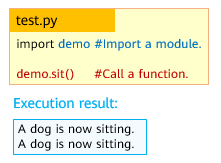 test.py
import demo #Import a module.
demo.sit() #Call a function.
Execution result:
A dog is now sitting.
A dog is now sitting.